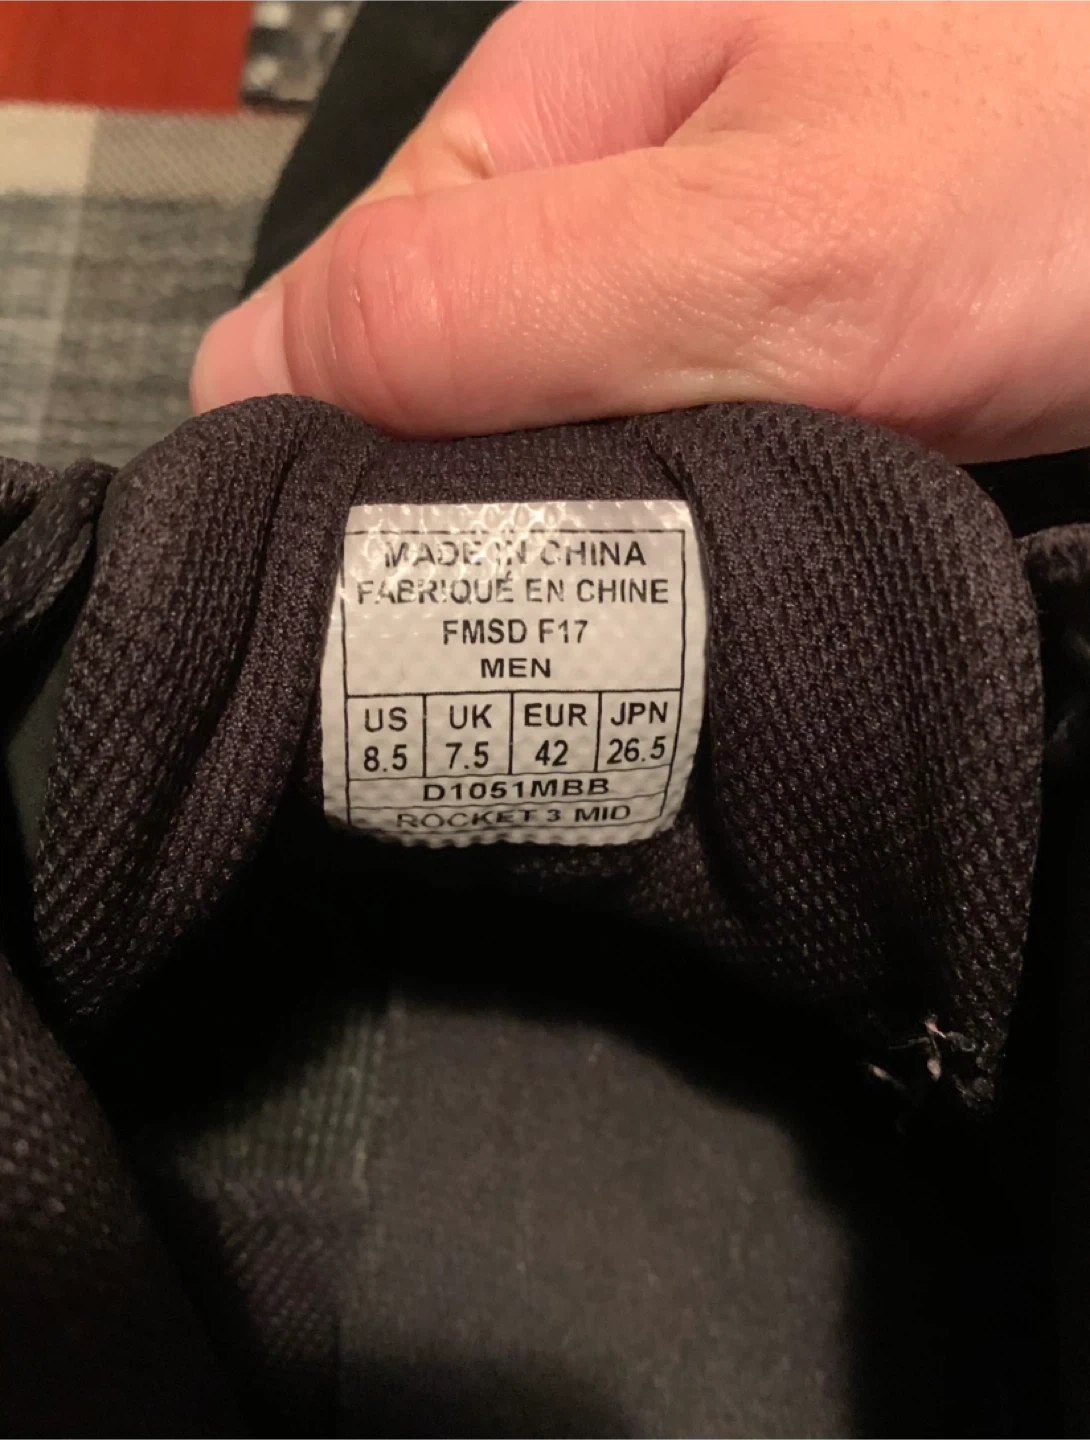 MADE IN CHINA
FABRIQUÉ EN CHINE
FMSD F17
MEN
US UK EUR JPN
8.5 7.5 42 26.5
D1051MBB
ROCKET 3 MID